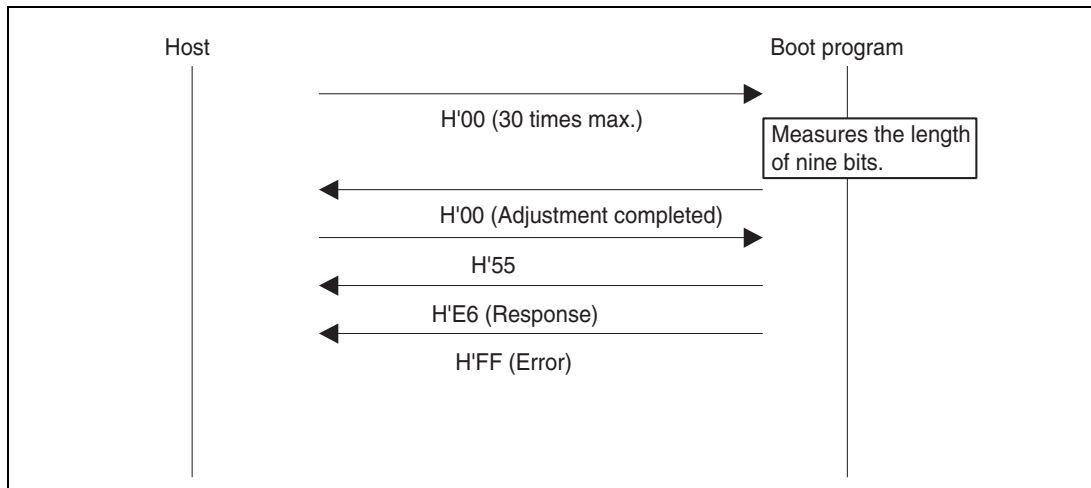 Host
Boot program
H'00 (30 times max.)
Measures the length
of nine bits.
H'00 (Adjustment completed)
H'55
H'E6 (Response)
H'FF (Error)